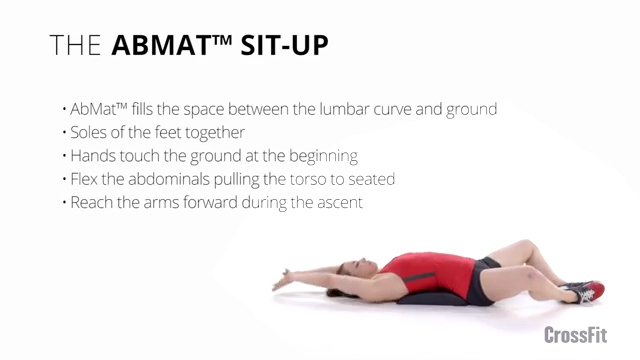 THE ABMAT™ SIT-UP
• AbMat™ fills the space between the lumbar curve and ground
• Soles of the feet together
• Hands touch the ground at the beginning
• Flex the abdominals pulling the torso to seated
• Reach the arms forward during the ascent
CrossFit